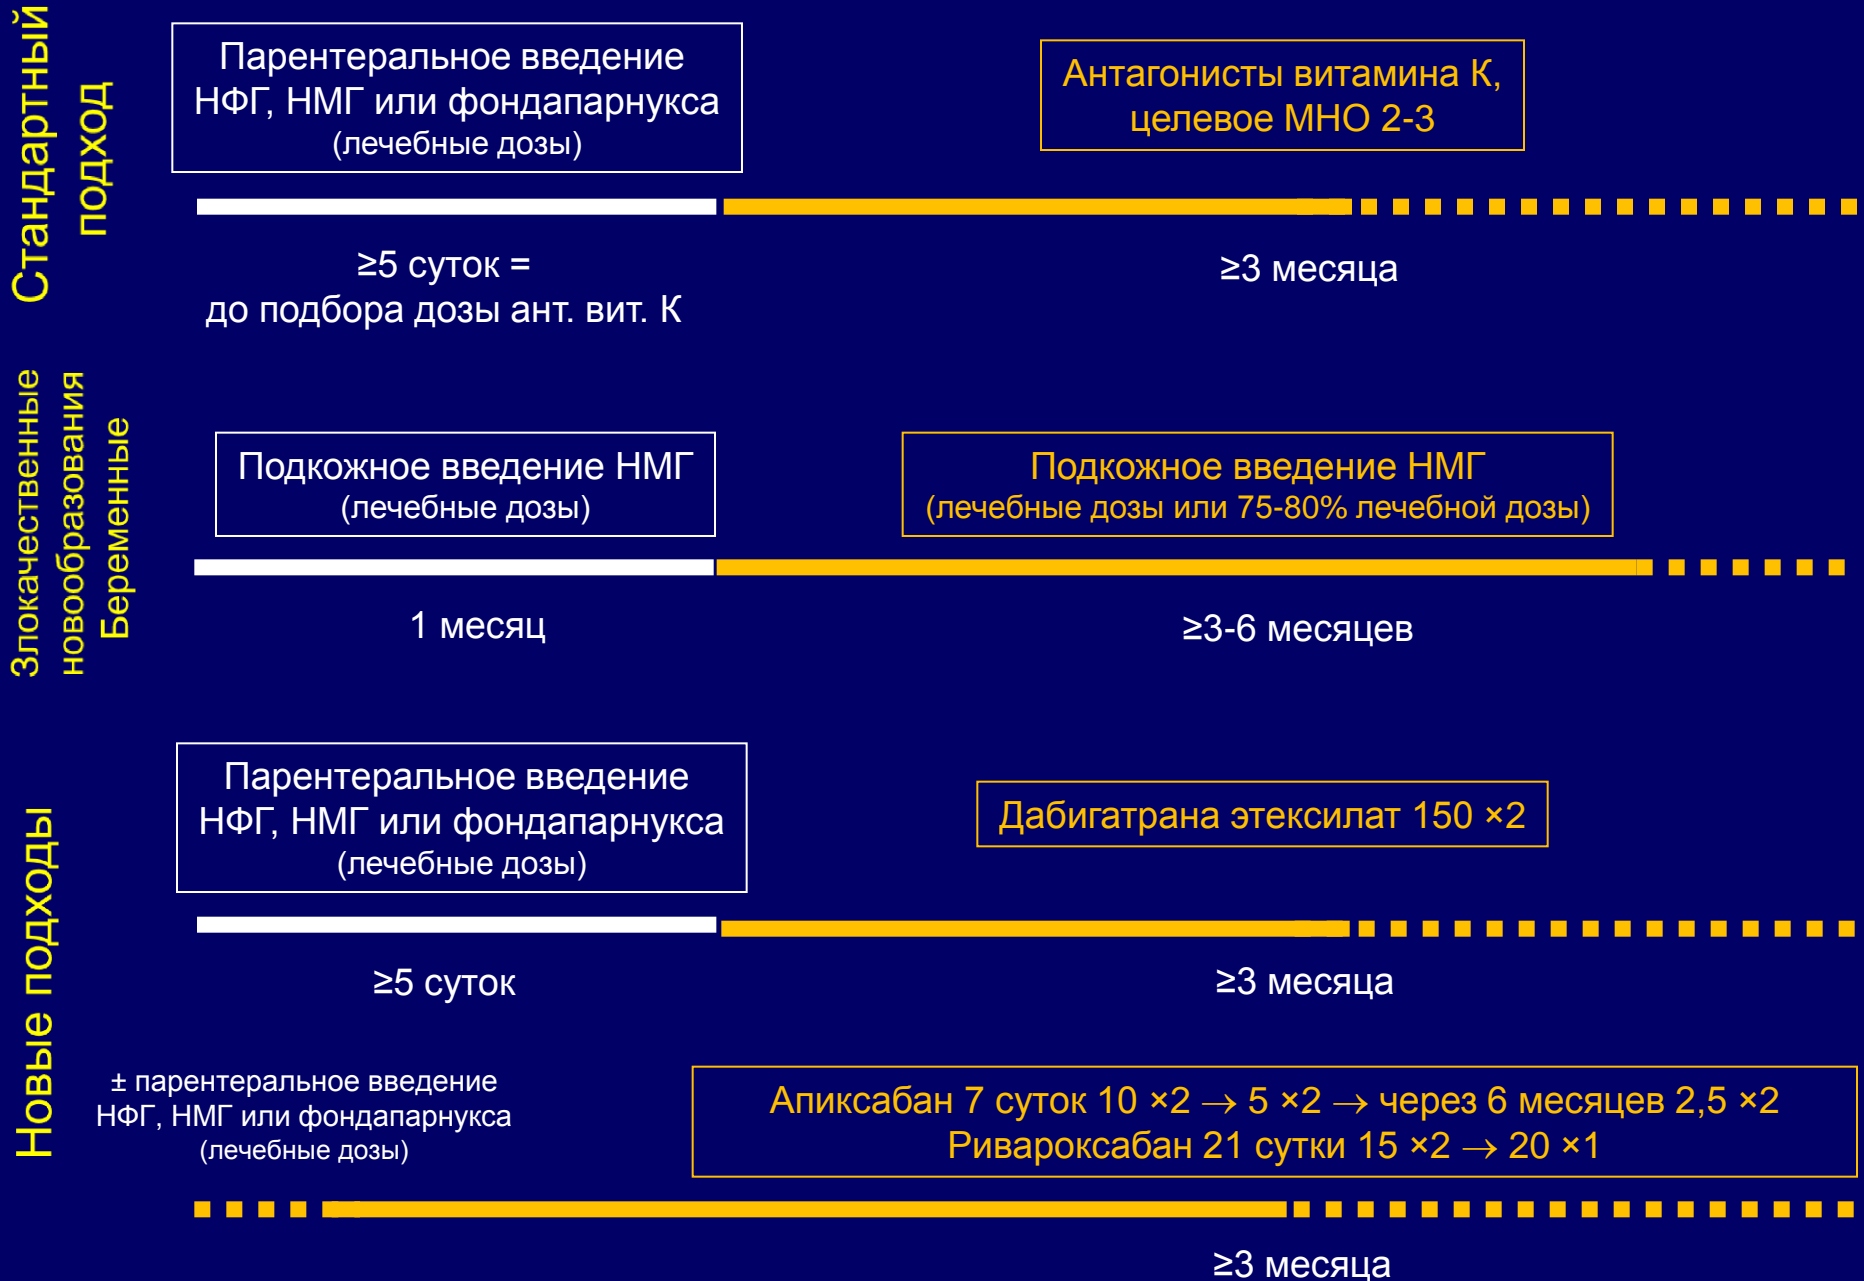 Стандартный
подход
Парентеральное введение
НФГ, НМГ или фондапарнукса
(лечебные дозы)
Антагонисты витамина К,
целевое МНО 2-3
≥5 суток =
до подбора дозы ант. вит. К
≥3 месяца
Злокачественные
новообразования
Беременные
Подкожное введение НМГ
(лечебные дозы)
Подкожное введение НМГ
(лечебные дозы или 75-80% лечебной дозы)
1 месяц
≥3-6 месяцев
Новые подходы
Парентеральное введение
НФГ, НМГ или фондапарнукса
(лечебные дозы)
Дабигатрана этексилат 150 ×2
≥5 суток
≥3 месяца
± парентеральное введение
НФГ, НМГ или фондапарнукса
(лечебные дозы)
Апиксабан 7 суток 10 ×2 → 5 ×2 → через 6 месяцев 2,5 ×2
Ривароксабан 21 сутки 15 ×2 → 20 ×1
≥3 месяца